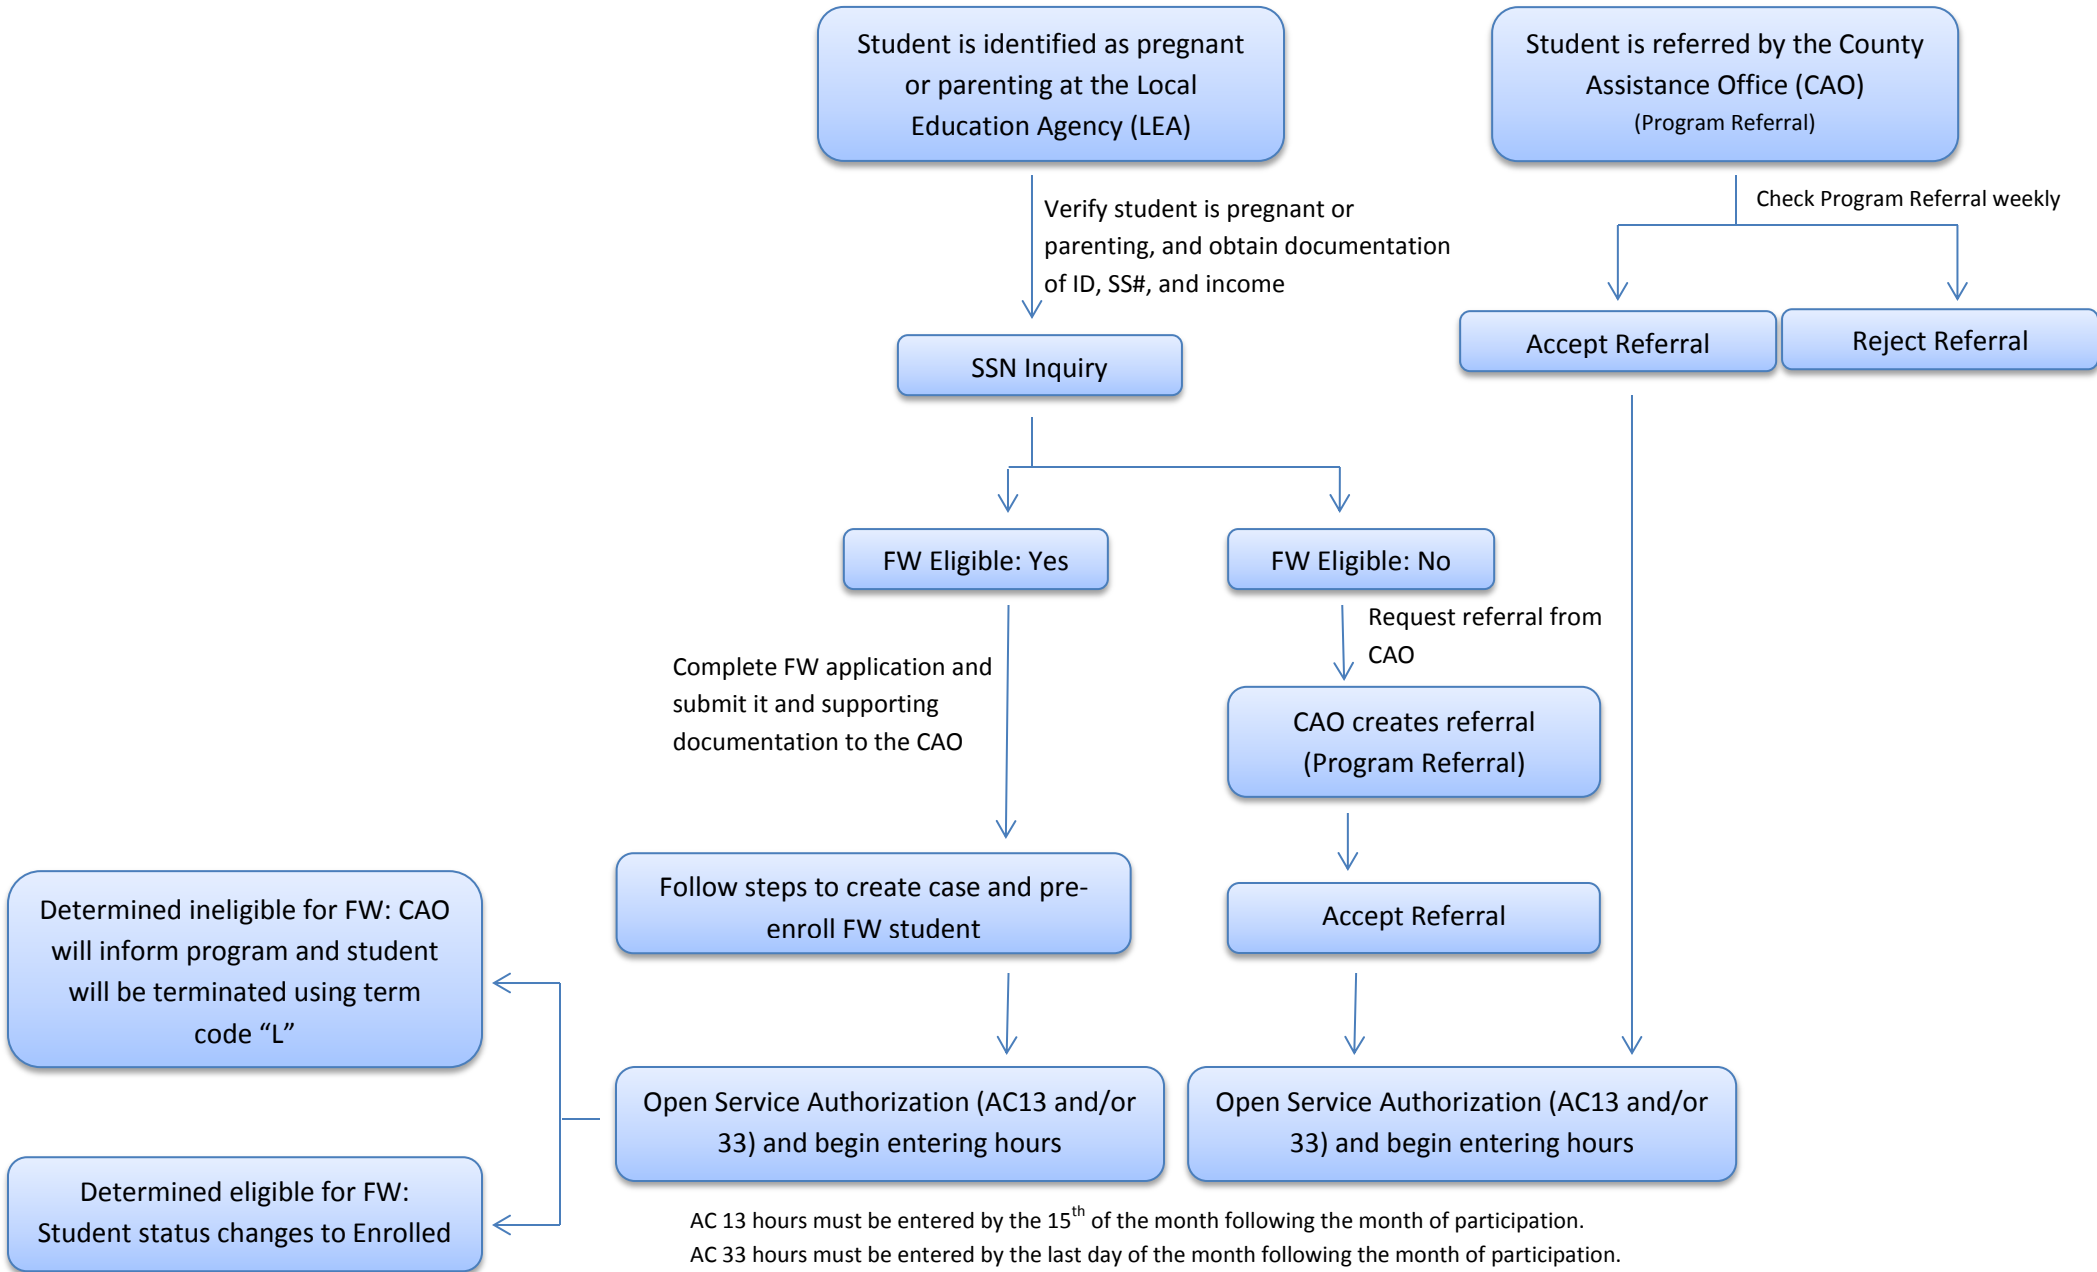 Student is identified as pregnant
or parenting at the Local
Education Agency (LEA)
Student is referred by the County
Assistance Office (CAO)
(Program Referral)
Verify student is pregnant or
parenting, and obtain documentation
of ID, SS#, and income
Check Program Referral weekly
SSN Inquiry
Accept Referral
Reject Referral
FW Eligible: Yes
FW Eligible: No
Complete FW application and
submit it and supporting
documentation to the CAO
Request referral from
CAO
CAO creates referral
(Program Referral)
Follow steps to create case and pre-
enroll FW student
Accept Referral
Determined ineligible for FW: CAO
will inform program and student
will be terminated using term
code “L”
Open Service Authorization (AC13 and/or
33) and begin entering hours
Open Service Authorization (AC13 and/or
33) and begin entering hours
Determined eligible for FW:
Student status changes to Enrolled
AC 13 hours must be entered by the 15th of the month following the month of participation.
AC 33 hours must be entered by the last day of the month following the month of participation.